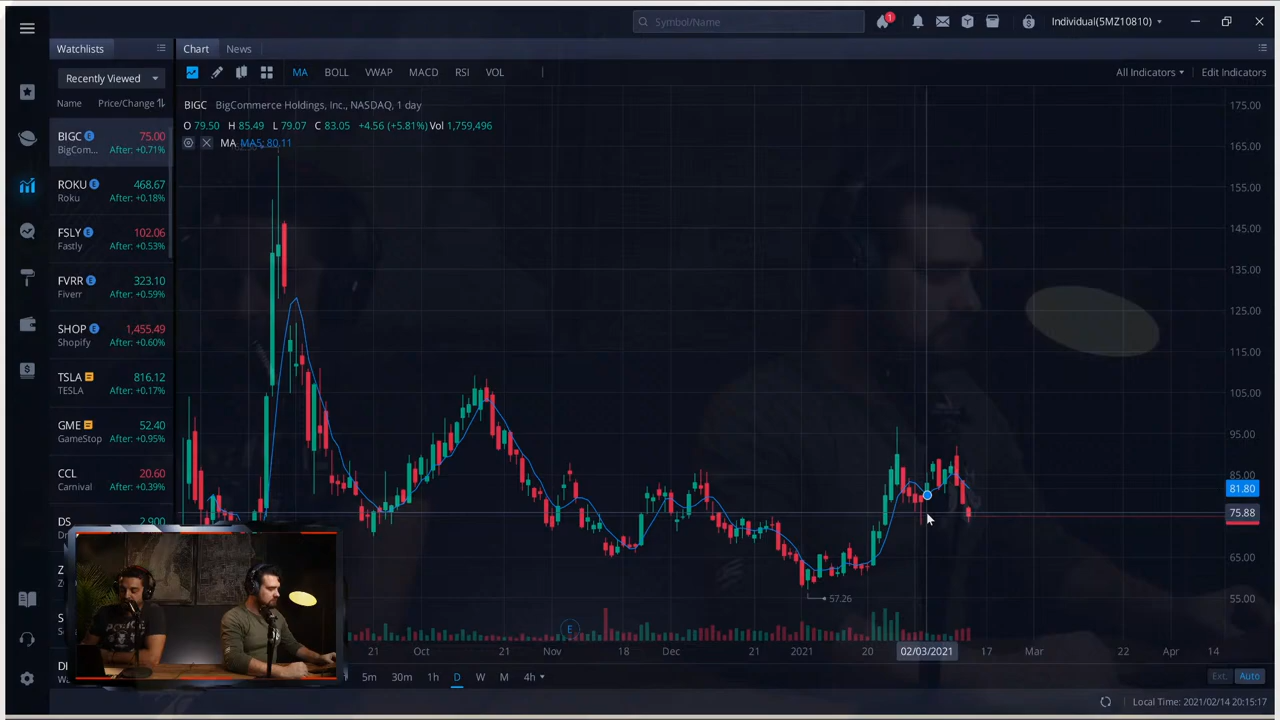 Symbol/Name
1
Individual(5MZ10810)
Watchlists
Chart
News
Recently Viewed
MA
BOLL
VWAP
MACD
RSI
VOL
All Indicators
Edit Indicators
Name
Price/Change
BIGC
BigCommerce Holdings, Inc., NASDAQ, 1 day
O 79.50 H 85.49 L 79.07 C 83.05 +4.56 (+5.81%) Vol 1,759,496
MA MA5: 80.11
BIGC E 75.00
BigCom... After: +0.71%
ROKU E 468.67
Roku After: +0.18%
FSLY E 102.06
Fastly After: +0.53%
FVRR E 323.10
Fiverr After: +0.59%
SHOP E 1,455.49
Shopify After: +0.60%
TSLA 816.12
TESLA After: +0.17%
GME 52.40
GameStop After: +0.95%
CCL 20.60
Carnival After: +0.39%
DS 2.900
175.00
165.00
155.00
145.00
135.00
125.00
115.00
105.00
95.00
85.00
81.80
75.88
65.00
55.00
57.26
E
21
Oct
21
Nov
18
Dec
21
2021
20
02/03/2021
17
Mar
22
Apr
14
5m
30m
1h
D
W
M
4h
Ext.
Auto
Local Time: 2021/02/14 20:15:17